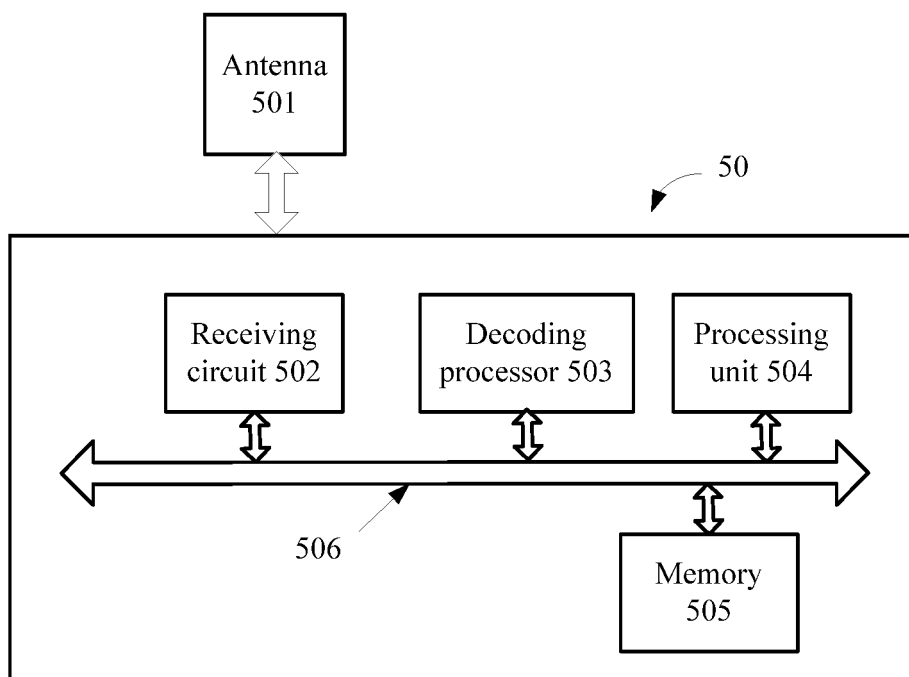 Antenna
501
50
Receiving
circuit 502
Decoding
processor 503
Processing
unit 504
506
Memory
505